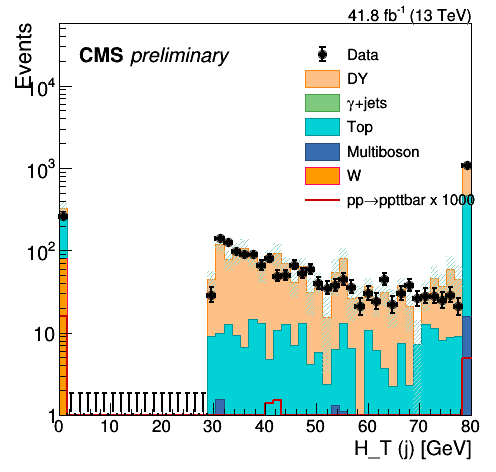 41.8 fb⁻¹ (13 TeV)
Events
CMS preliminary
Data
DY
γ+jets
Top
Multiboson
W
pp→ppttbar x 1000
10⁴
10³
10²
10
1
0 10 20 30 40 50 60 70 80
H_T (j) [GeV]